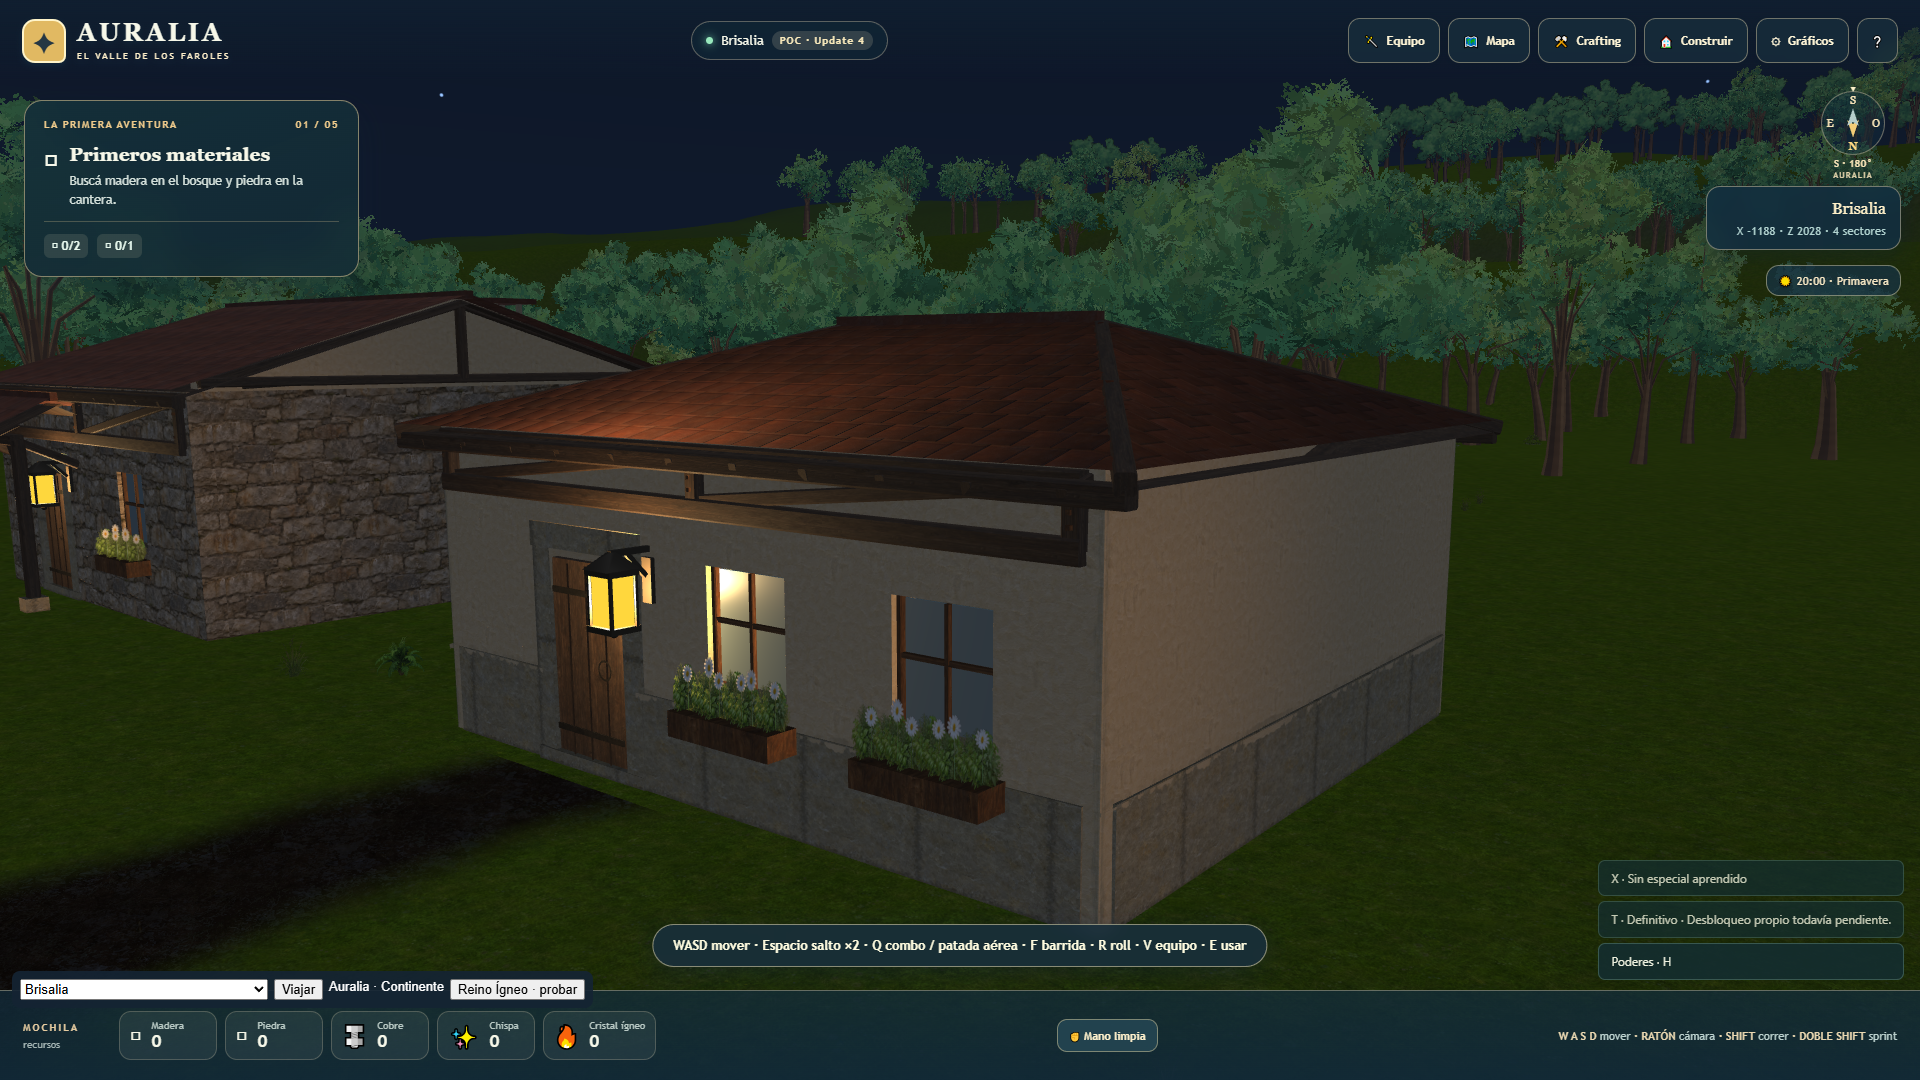 AURALIA
EL VALLE DE LOS FAROLES
Brisalia POC · Update 4
Equipo
Mapa
Crafting
Construir
Gráficos
?
LA PRIMERA AVENTURA 01 / 05
Primeros materiales
Buscá madera en el bosque y piedra en la
cantera.
0/2 0/1
S
E O
N
S · 180°
AURALIA
Brisalia
X -1188 · Z 2028 · 4 sectores
20:00 · Primavera
X · Sin especial aprendido
T · Definitivo · Desbloqueo propio todavía pendiente.
Poderes · H
WASD mover · Espacio salto ×2 · Q combo / patada aérea · F barrida · R roll · V equipo · E usar
Brisalia Viajar Auralia · Continente Reino Ígneo · probar
MOCHILA
recursos
Madera
0
Piedra
0
Cobre
0
Chispa
0
Cristal ígneo
0
Mano limpia
W A S D mover · RATÓN cámara · SHIFT correr · DOBLE SHIFT sprint